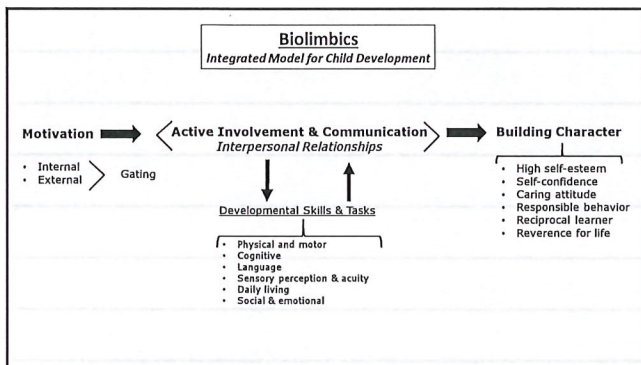 Biolimbics
Integrated Model for Child Development
Motivation
Active Involvement & Communication
Interpersonal Relationships
Building Character
• Internal
• External
Gating
• High self-esteem
• Self-confidence
• Caring attitude
• Responsible behavior
• Reciprocal learner
• Reverence for life
Developmental Skills & Tasks
• Physical and motor
• Cognitive
• Language
• Sensory perception & acuity
• Daily living
• Social & emotional